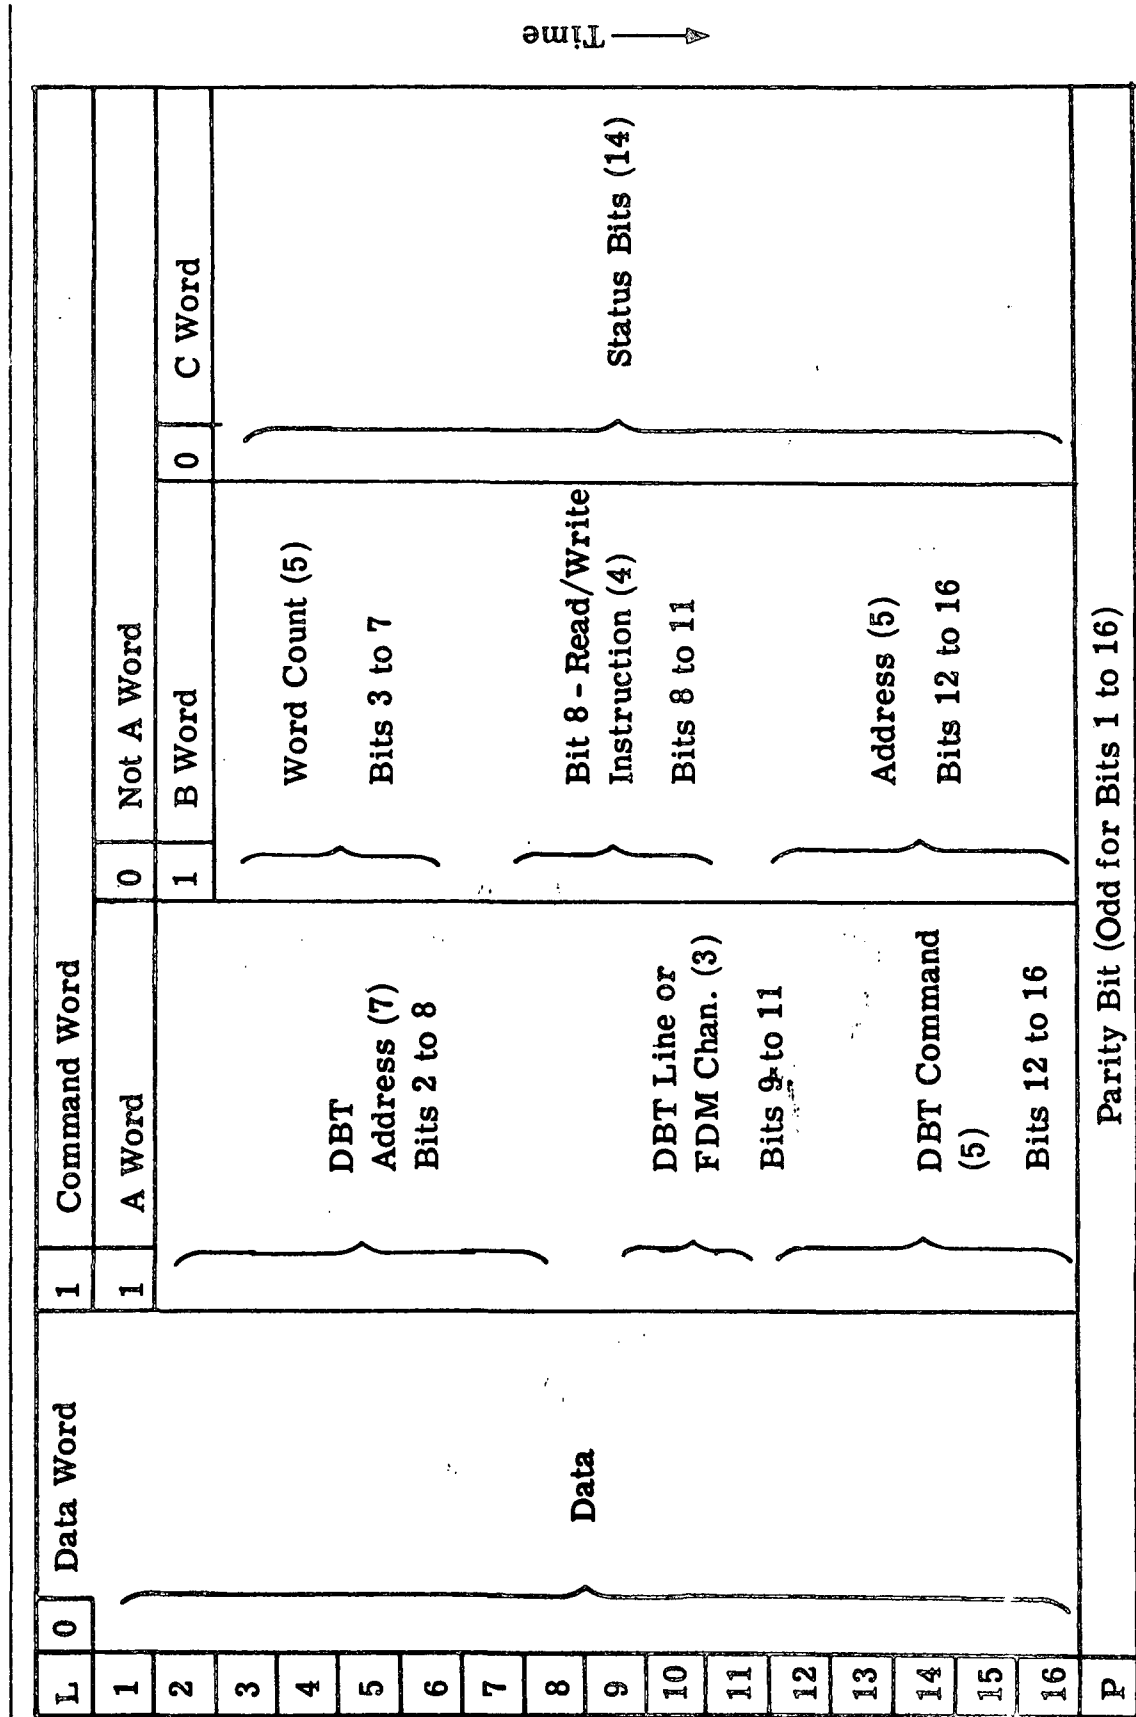 Time
L
0 Data Word
1 Command Word
1
1 A Word
0 Not A Word
2
1 B Word
0 C Word
3
4
5
6
7
8
9
10
11
12
13
14
15
16
P
Data
DBT
Address (7)
Bits 2 to 8
DBT Line or
FDM Chan. (3)
Bits 9 to 11
DBT Command
(5)
Bits 12 to 16
Word Count (5)
Bits 3 to 7
Bit 8 - Read/Write
Instruction (4)
Bits 8 to 11
Address (5)
Bits 12 to 16
Status Bits (14)
Parity Bit (Odd for Bits 1 to 16)